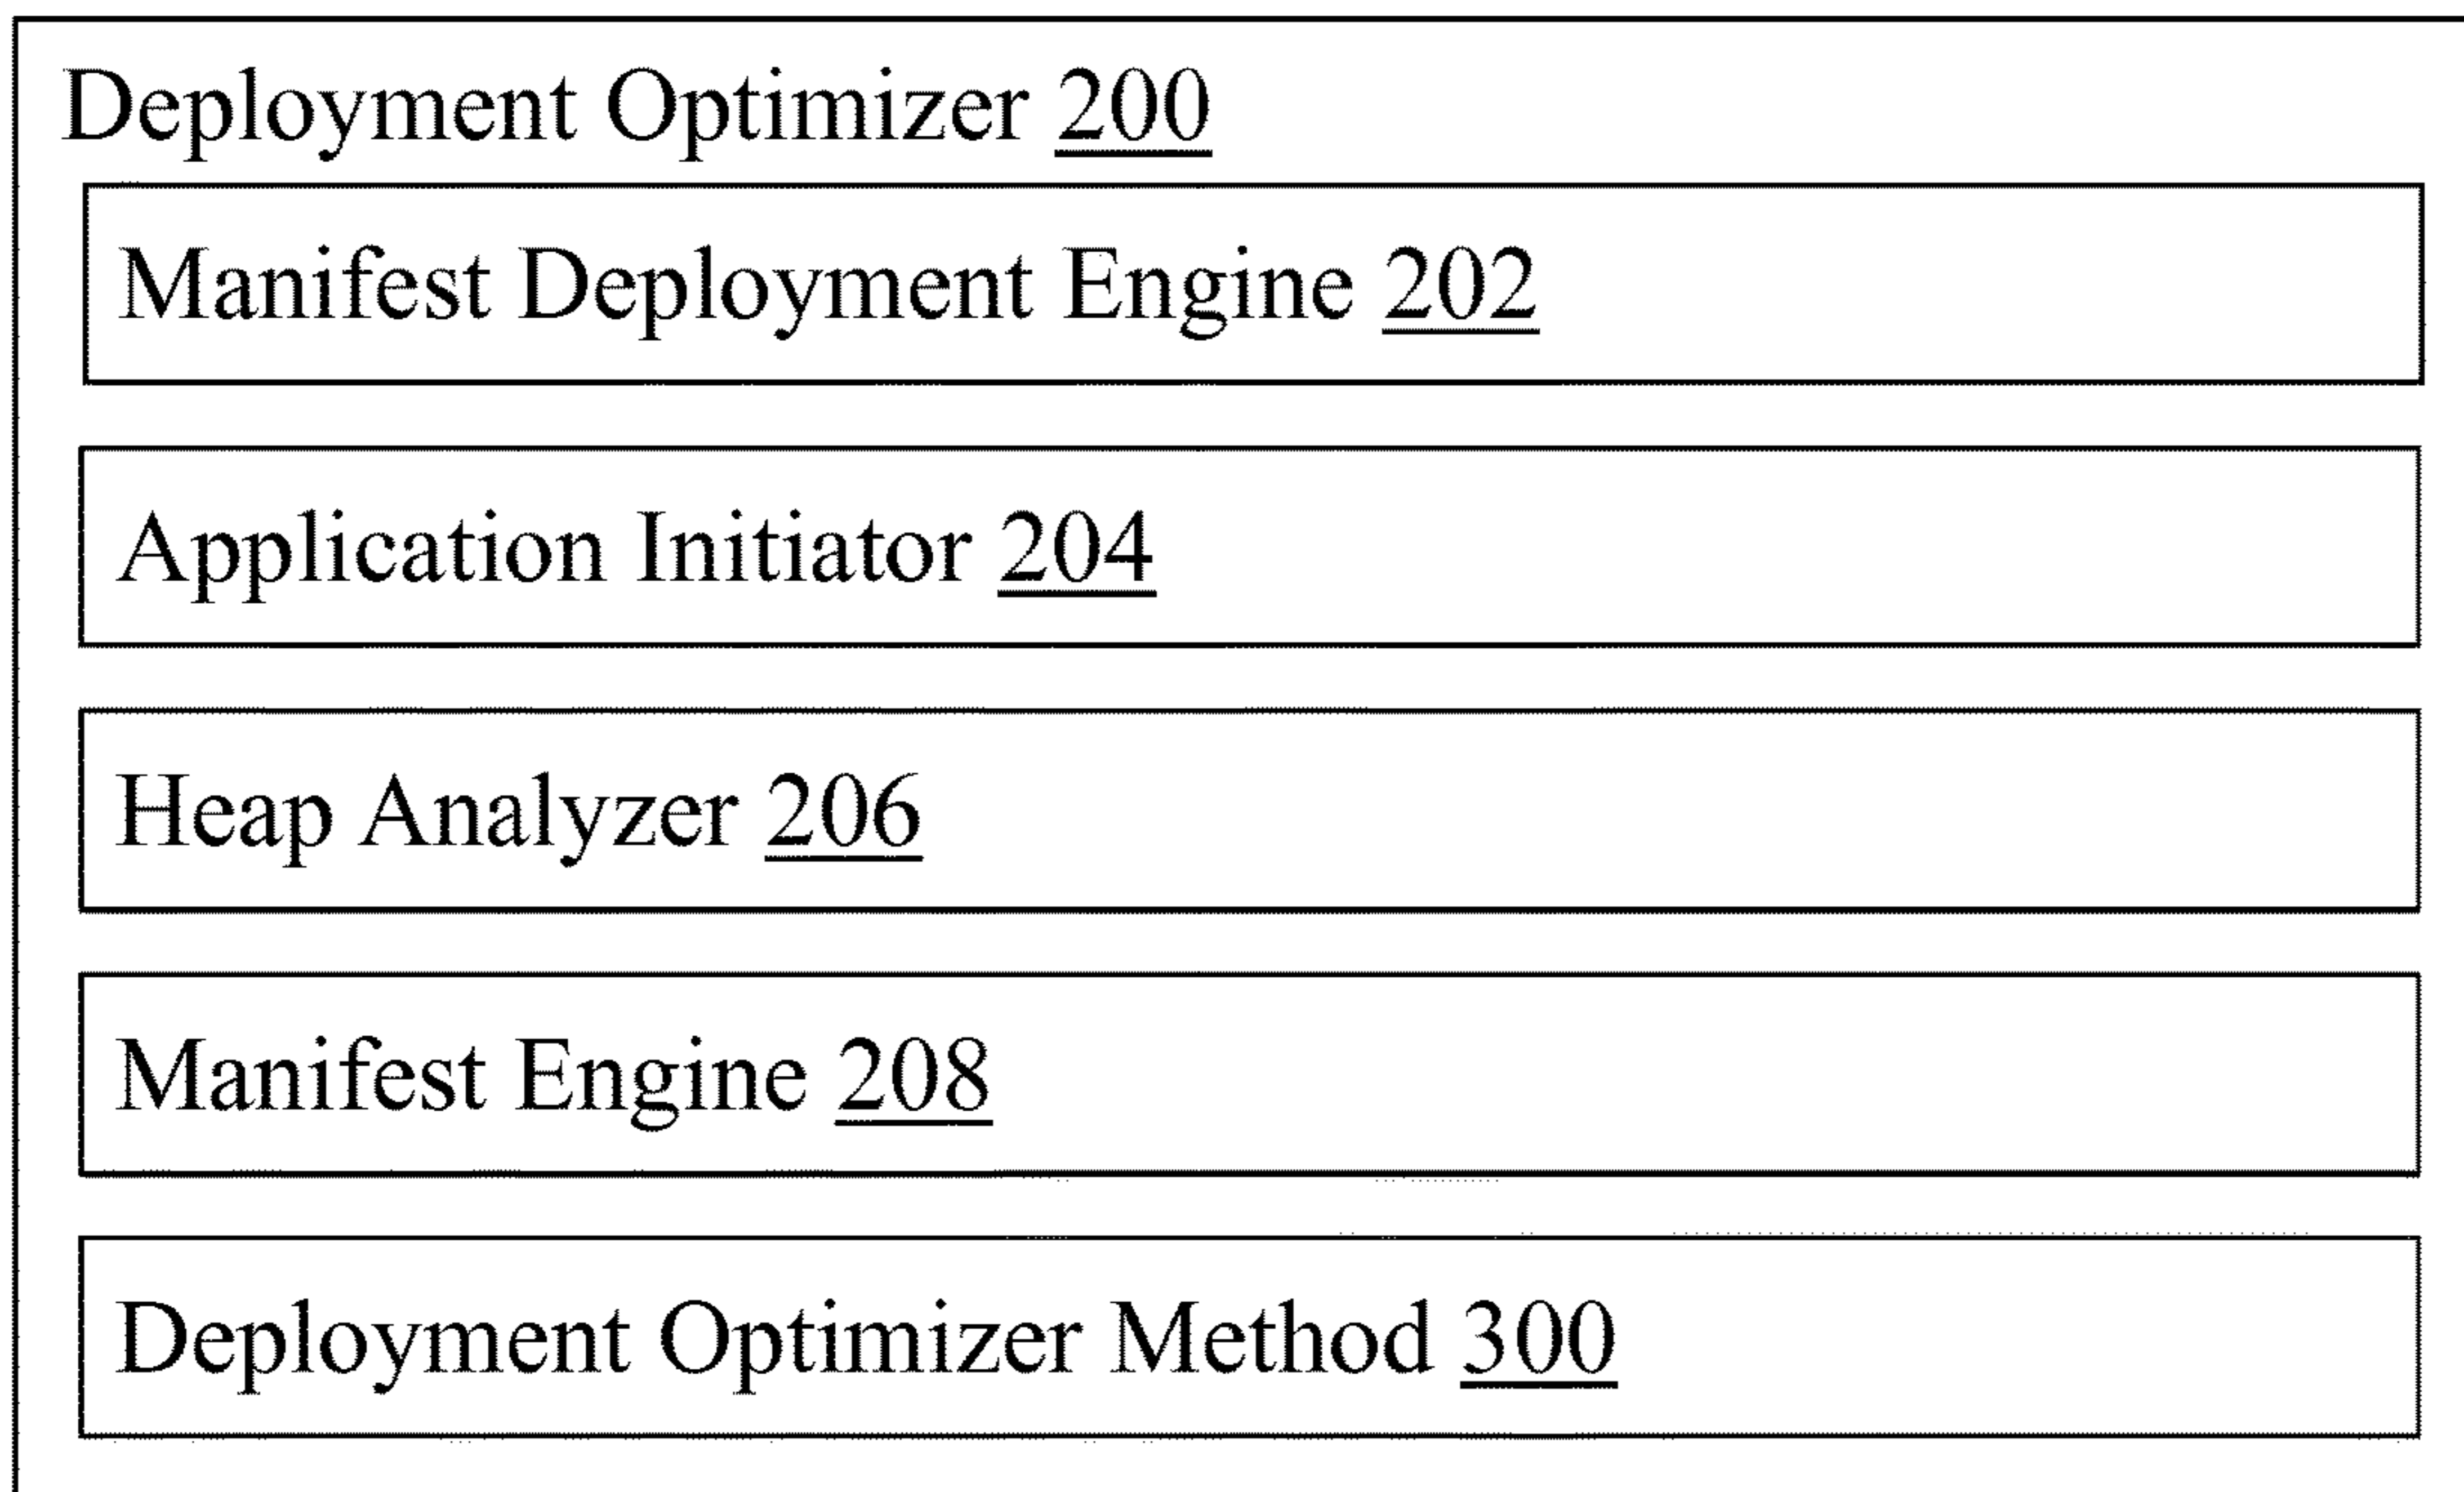 Deployment Optimizer 200
Manifest Deployment Engine 202
Application Initiator 204
Heap Analyzer 206
Manifest Engine 208
Deployment Optimizer Method 300